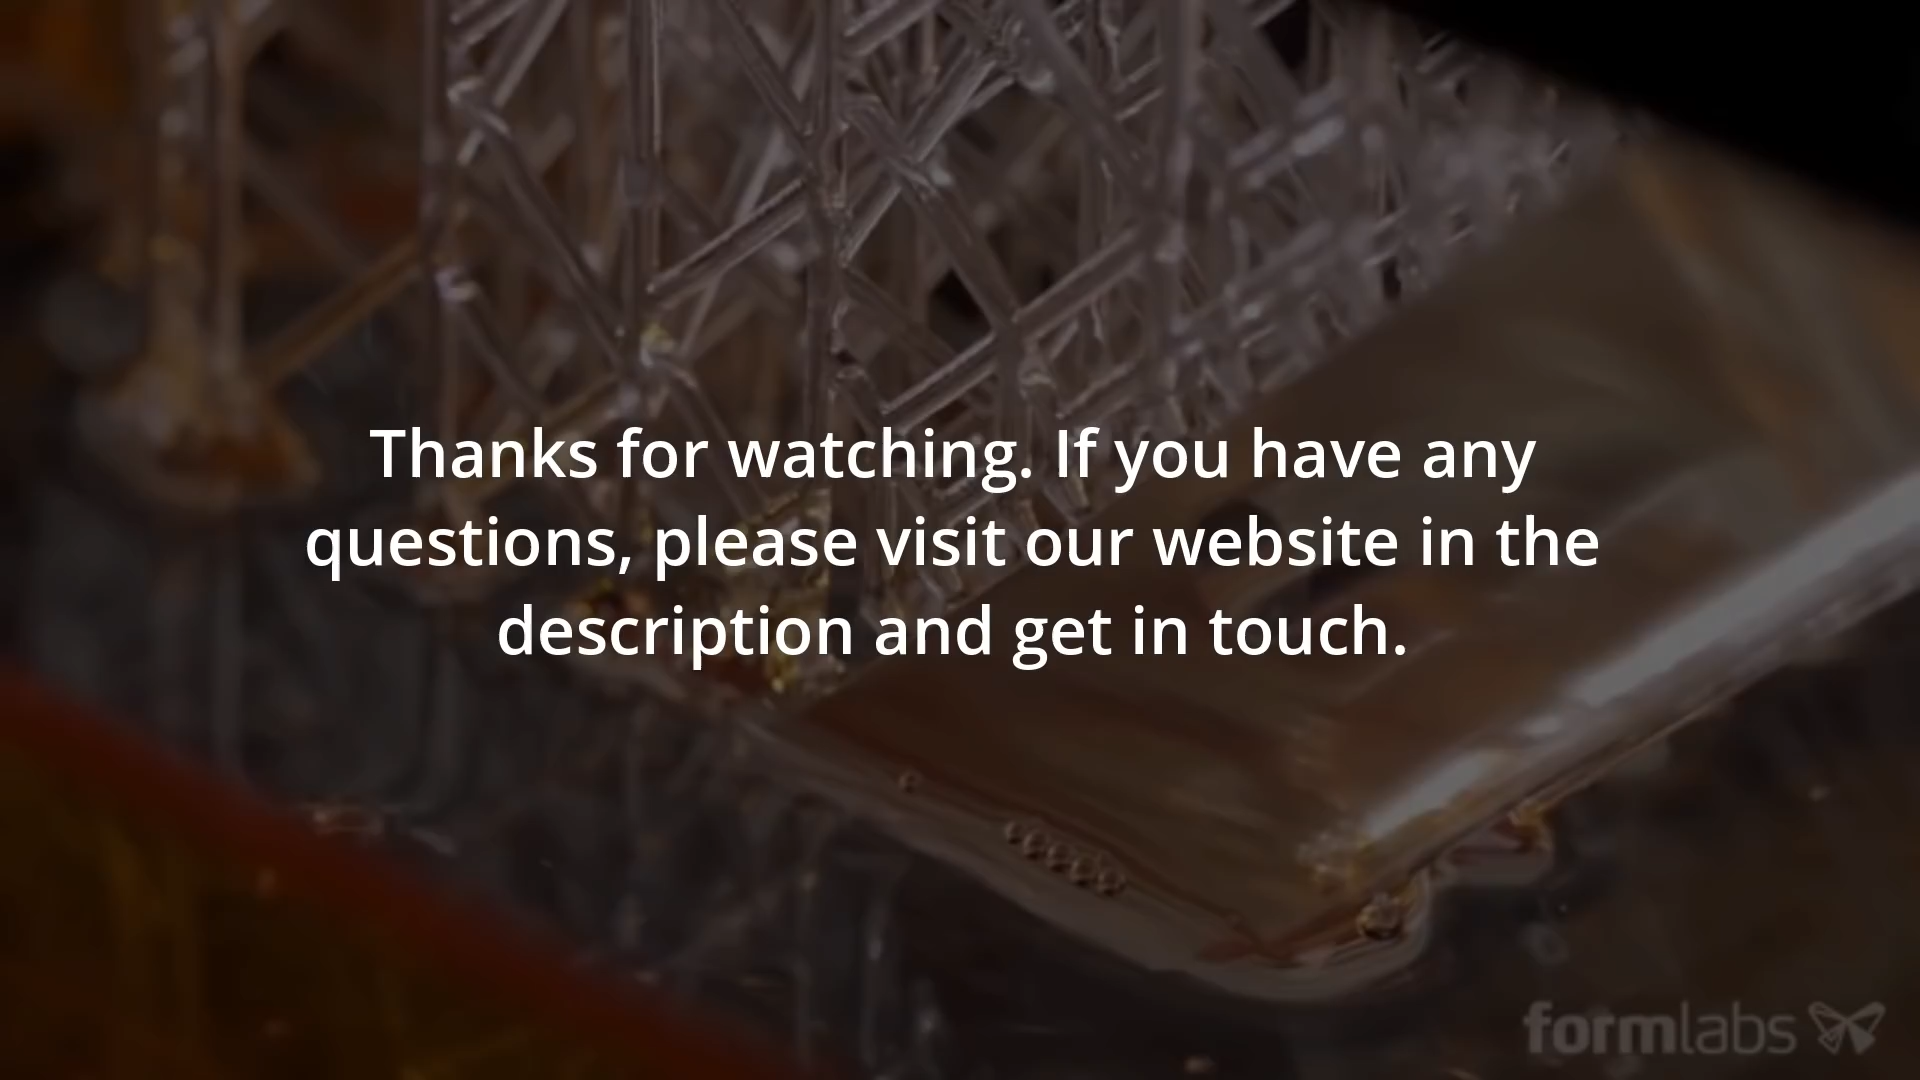 Thanks for watching. If you have any
questions, please visit our website in the
description and get in touch.
formlabs